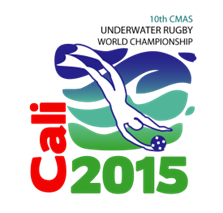 10th CMAS
UNDERWATER RUGBY
WORLD CHAMPIONSHIP
Cali
2015